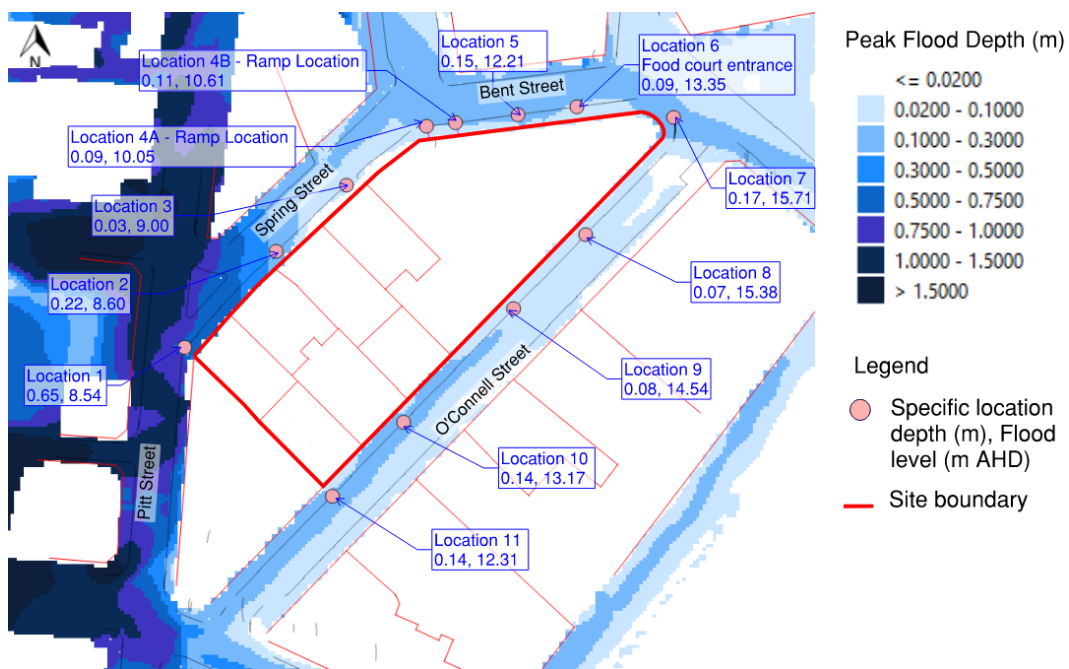 N
Location 5
0.15, 12.21
Location 6
Food court entrance
0.09, 13.35
Location 4B - Ramp Location
0.11, 10.61
Bent Street
Location 4A - Ramp Location
0.09, 10.05
Location 7
0.17, 15.71
Location 3
0.03, 9.00
Spring Street
Location 2
0.22, 8.60
Location 8
0.07, 15.38
Location 1
0.65, 8.54
Location 9
0.08, 14.54
O'Connell Street
Location 10
0.14, 13.17
Pitt Street
Location 11
0.14, 12.31
Peak Flood Depth (m)
<= 0.0200
0.0200 - 0.1000
0.1000 - 0.3000
0.3000 - 0.5000
0.5000 - 0.7500
0.7500 - 1.0000
1.0000 - 1.5000
> 1.5000
Legend
Specific location
depth (m), Flood
level (m AHD)
Site boundary